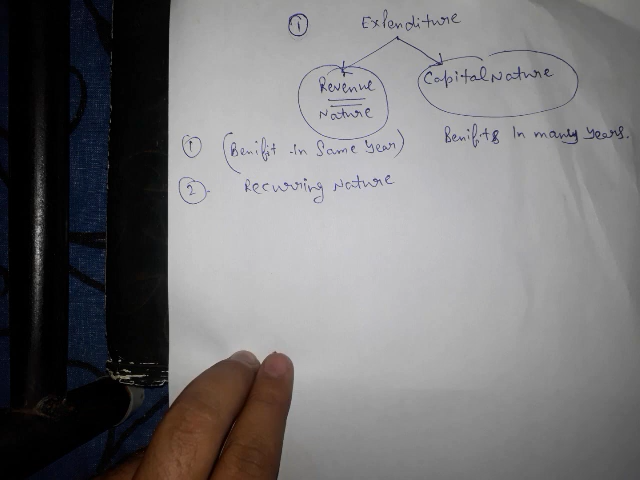 ① Expenditure
Revenue Nature
Capital Nature
① (Benifit in Same Year)
Benifits In many years.
②. Recurring Nature